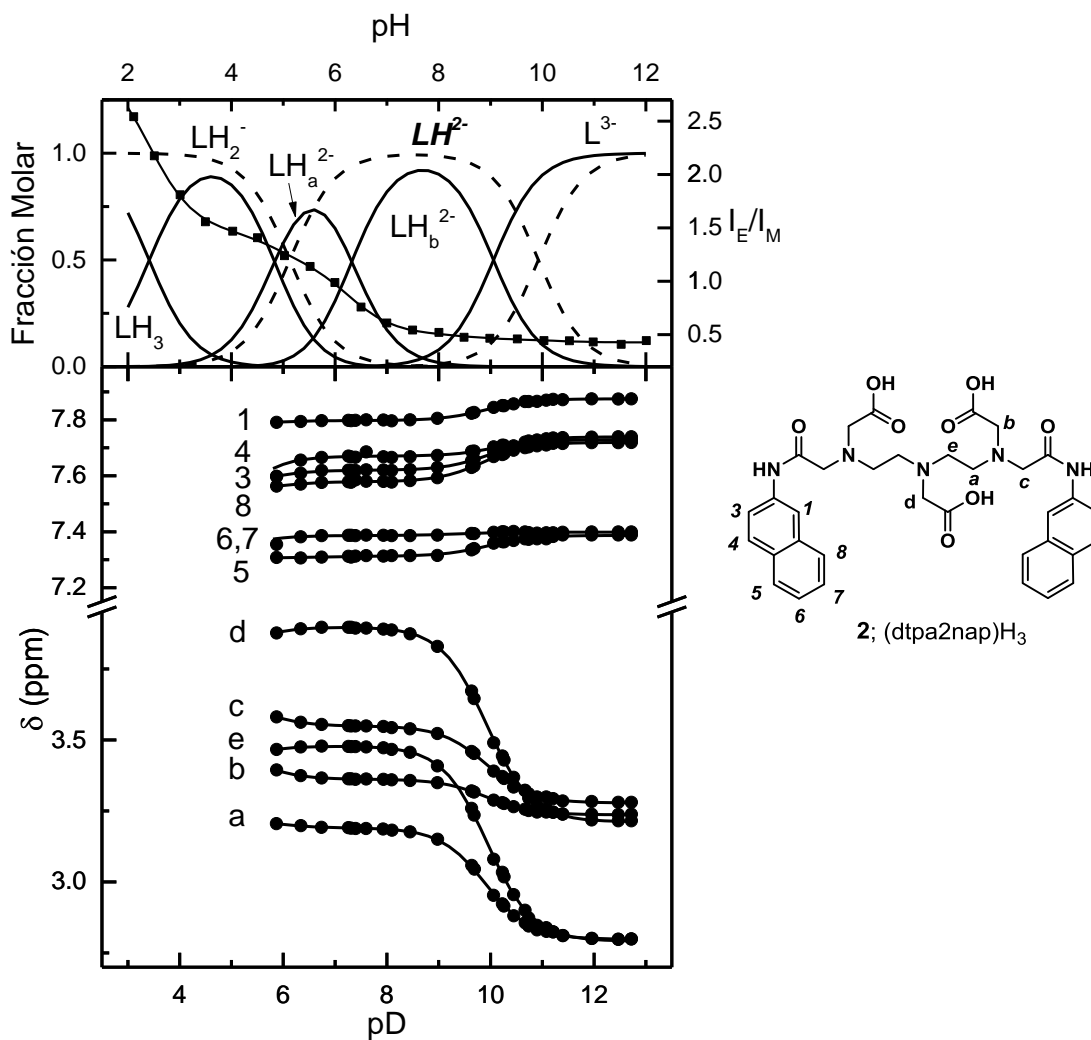 pH
2 4 6 8 10 12
Fracción Molar
1.0
0.5
0.0
LH₃
LH₂⁻
LHₐ²⁻
LH²⁻
LH_b²⁻
L³⁻
2.5
2.0
1.5
1.0
0.5
I_E/I_M
δ (ppm)
7.8
7.6
7.4
7.2
3.5
3.0
1
4
3
8
6,7
5
d
c
e
b
a
4 6 8 10 12
pD
OH
O
OH
O
b
O
NH
N
e
N
a
N
c
O
HN
d
OH
O
3
1
4
8
5
7
6
2; (dtpa2nap)H₃